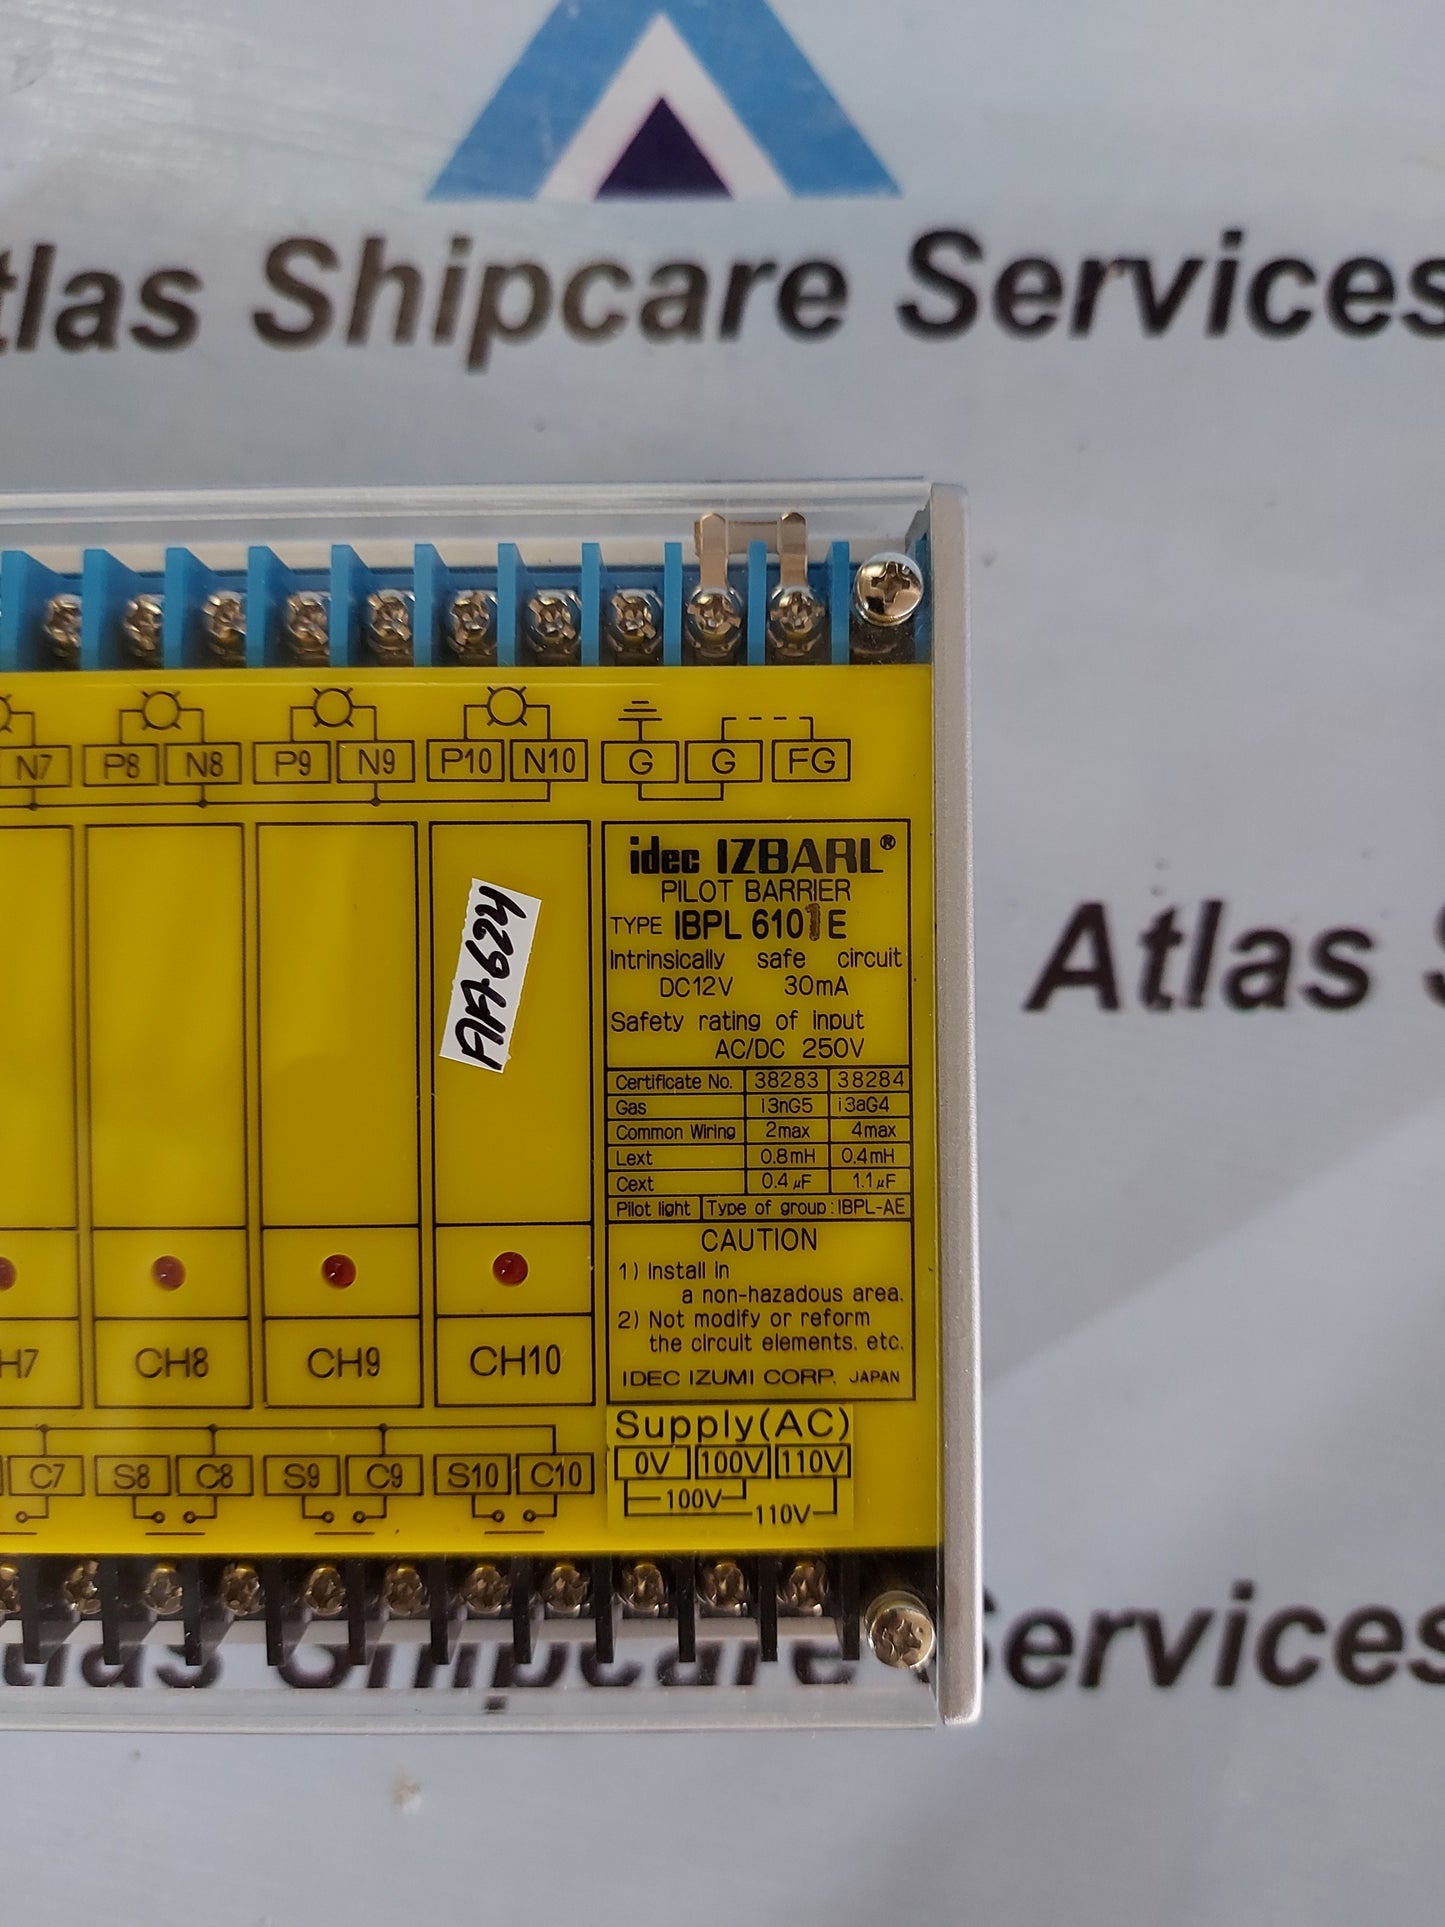 Atlas Shipcare Services
N7 P8 N8 P9 N9 P10 N10 G G FG
idec IZBARL®
PILOT BARRIER
TYPE IBPL 6101E
Intrinsically safe circuit
DC12V 30mA
Safety rating of input
AC/DC 250V
Certificate No. 38283 38284
Gas i3nG5 i3aG4
Common Wiring 2max 4max
Lext 0.8mH 0.4mH
Cext 0.4μF 1.1μF
Pilot light Type of group: IBPL-AE
CAUTION
1) Install in
a non-hazadous area.
2) Not modify or reform
the circuit elements. etc.
IDEC IZUMI CORP. JAPAN
AA-624
H7 CH8 CH9 CH10
C7 S8 C8 S9 C9 S10 C10
Supply(AC)
0V 100V 110V
100V
110V
Atlas S
Atlas Shipcare Services